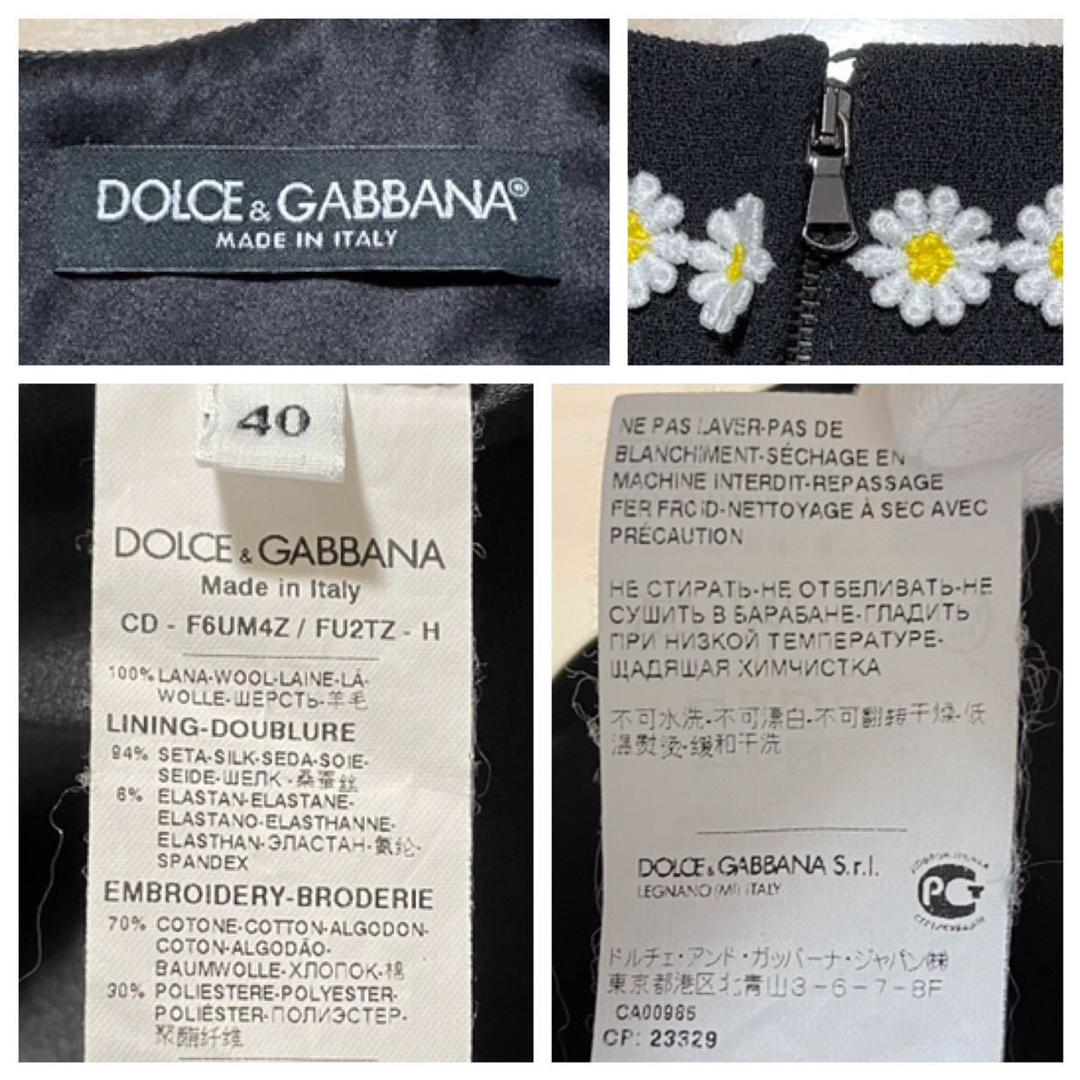 DOLCE & GABBANA®
MADE IN ITALY
40
DOLCE & GABBANA
Made in Italy
CD - F6UM4Z / FU2TZ - H
100% LANA-WOOL-LAINE-LÃ-
WOLLE-ШЕРСТЬ-羊毛
LINING-DOUBLURE
94% SETA-SILK-SEDA-SOIE-
SEIDE-ШЕЛК-桑蚕丝
6% ELASTAN-ELASTANE-
ELASTANO-ELASTHANNE-
ELASTHAN-ЭЛАСТАН-氨纶-
SPANDEX
EMBROIDERY-BRODERIE
70% COTONE-COTTON-ALGODON-
COTON-ALGODÃO-
BAUMWOLLE-ХЛОПОК-棉
30% POLIESTERE-POLYESTER-
POLIÉSTER-ПОЛИЭСТЕР-
聚酯纤维
NE PAS LAVER-PAS DE
BLANCHIMENT-SÉCHAGE EN
MACHINE INTERDIT-REPASSAGE
FER FROID-NETTOYAGE À SEC AVEC
PRÉCAUTION
НЕ СТИРАТЬ-НЕ ОТБЕЛИВАТЬ-НЕ
СУШИТЬ В БАРАБАНЕ-ГЛАДИТЬ
ПРИ НИЗКОЙ ТЕМПЕРАТУРЕ-
ЩАДЯЩАЯ ХИМЧИСТКА
不可水洗-不可漂白-不可翻转干燥-低
温熨烫-缓和干洗
DOLCE & GABBANA S.r.l.
LEGNANO (MI) ITALY
РСТ
ドルチェ・アンド・ガッバーナ・ジャパン㈱
東京都港区北青山3-6-7-8F
CA00985
CP: 23329